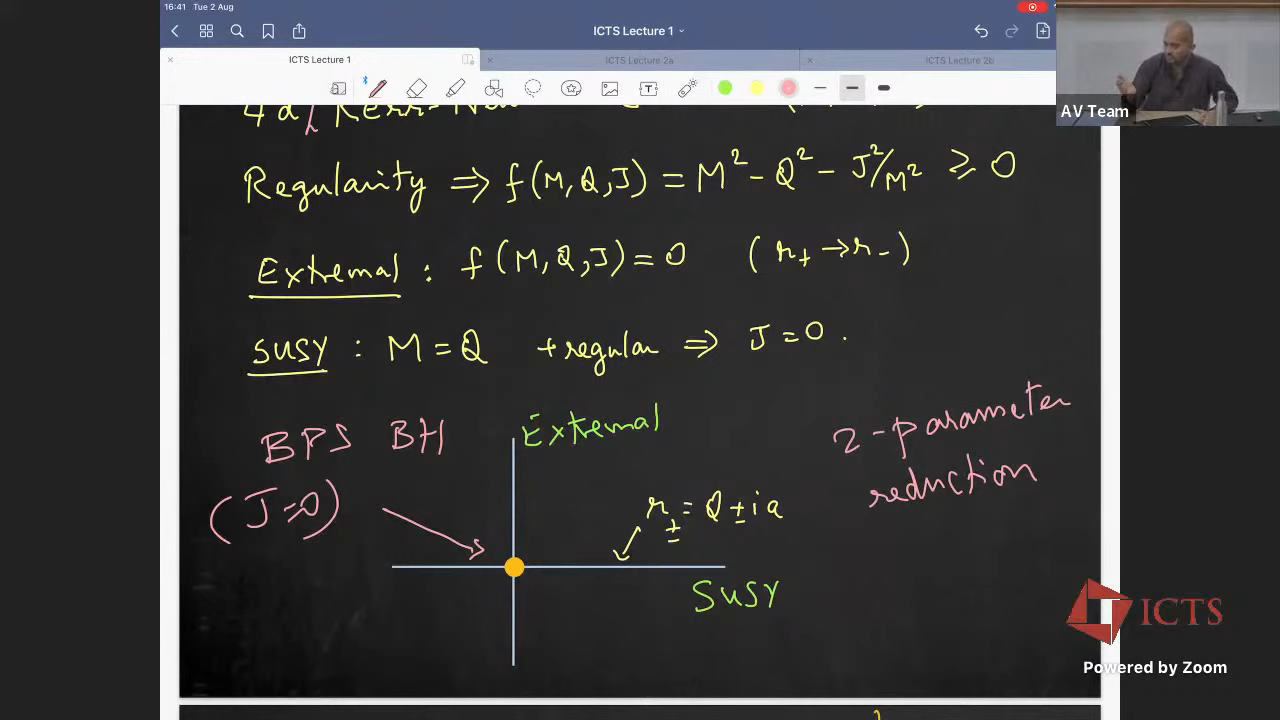 16:41 Tue 2 Aug
ICTS Lecture 1
ICTS Lecture 1
ICTS Lecture 2a
ICTS Lecture 2b
AV Team
Regularity ⇒ f(M, Q, J) = M² - Q² - J²/M² ⩾ 0
Extremal : f(M, Q, J) = 0 (r₊ → r₋)
SUSY : M = Q + regular ⇒ J = 0 .
BPS BH
(J=0)
Extremal
2-parameter
reduction
r± = Q ± i a
SUSY
ICTS
Powered by Zoom